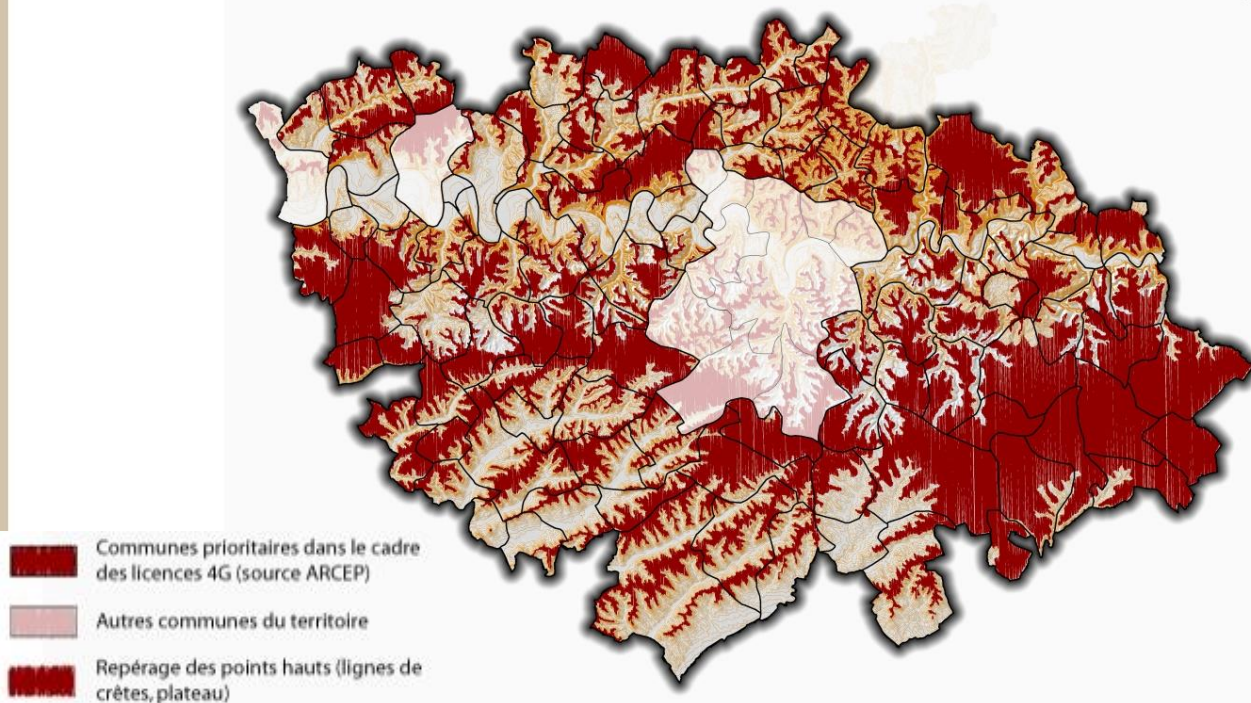 Communes prioritaires dans le cadre
des licences 4G (source ARCEP)
Autres communes du territoire
Repérage des points hauts (lignes de
crêtes, plateau)